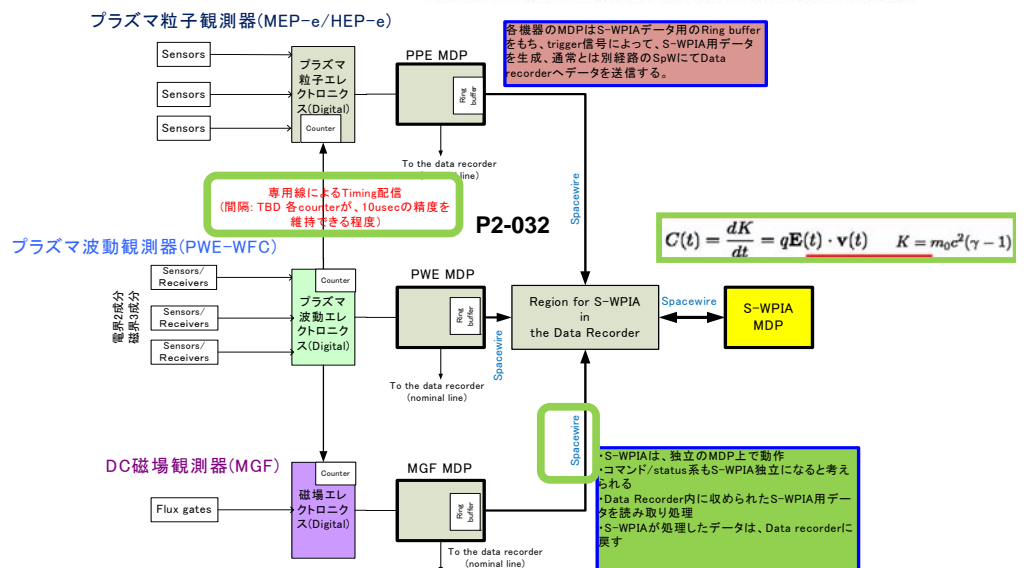 プラズマ粒子観測器(MEP-e/HEP-e)
Sensors
Sensors
Sensors
プラズマ
粒子エレ
クトロニク
ス(Digital)
Counter
PPE MDP
Ring
buffer
To the data recorder
line)
各機器のMDPはS-WPIAデータ用のRing buffer
をもち、trigger信号によって、S-WPIA用データ
を生成、通常とは別経路のSpWにてData
recorderへデータを送信する。
専用線によるTiming配信
(間隔: TBD 各counterが、10usecの精度を
維持できる程度)
Spacewire
P2-032
C(t) = dK/dt = qE(t) · v(t)   K = m₀c²(γ − 1)
プラズマ波動観測器(PWE-WFC)
電界2成分
磁界3成分
Sensors/
Receivers
Sensors/
Receivers
Sensors/
Receivers
Counter
プラズマ
波動エレ
クトロニク
ス(Digital)
PWE MDP
Ring
buffer
To the data recorder
(nominal line)
Spacewire
Region for S-WPIA
in
the Data Recorder
Spacewire
S-WPIA
MDP
DC磁場観測器(MGF)
Flux gates
Counter
磁場エレ
クトロニク
ス(Digital)
MGF MDP
Ring
buffer
To the data recorder
(nominal line)
Spacewire
・S-WPIAは、独立のMDP上で動作
・コマンド/status系もS-WPIA独立になると考え
られる
・Data Recorder内に収められたS-WPIA用デー
タを読み取り処理
・S-WPIAが処理したデータは、Data recorderに
戻す